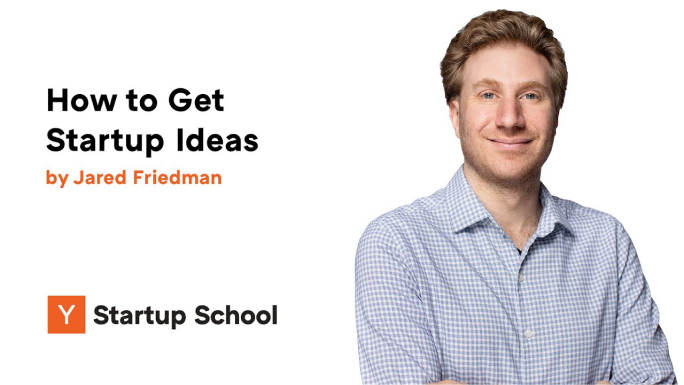 How to Get
Startup Ideas
by Jared Friedman
Y Startup School